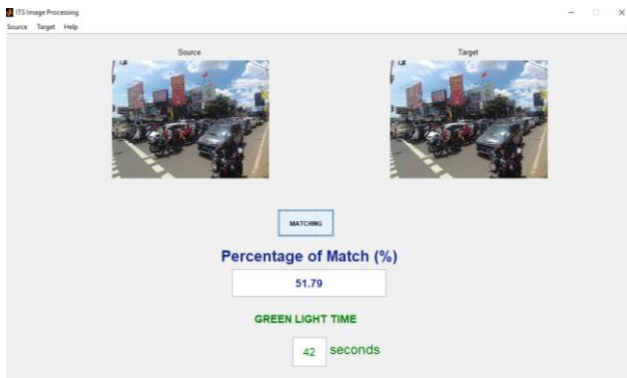 ITS Image Processing
Source Target Help
Source
Target
MATCHING
Percentage of Match (%)
51.79
GREEN LIGHT TIME
42 seconds